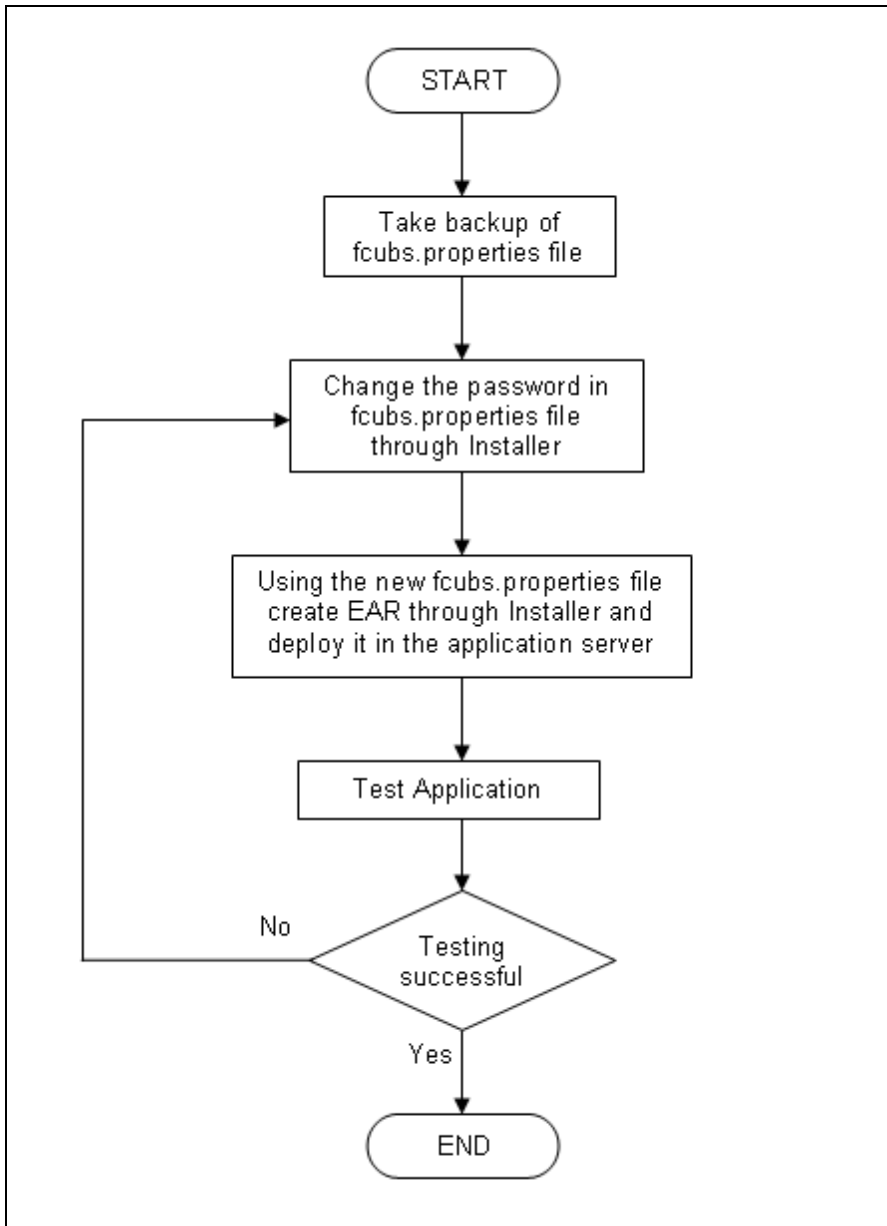 START
Take backup of
fcubs.properties file
Change the password in
fcubs.properties file
through Installer
Using the new fcubs.properties file
create EAR through Installer and
deploy it in the application server
Test Application
No
Testing
successful
Yes
END